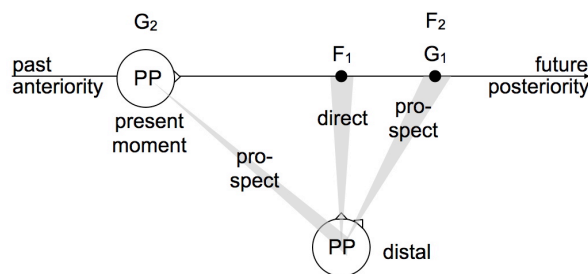 G2
F2
F1
G1
past
anteriority
PP
future
posteriority
present
moment
direct
pro-
spect
pro-
spect
PP
distal